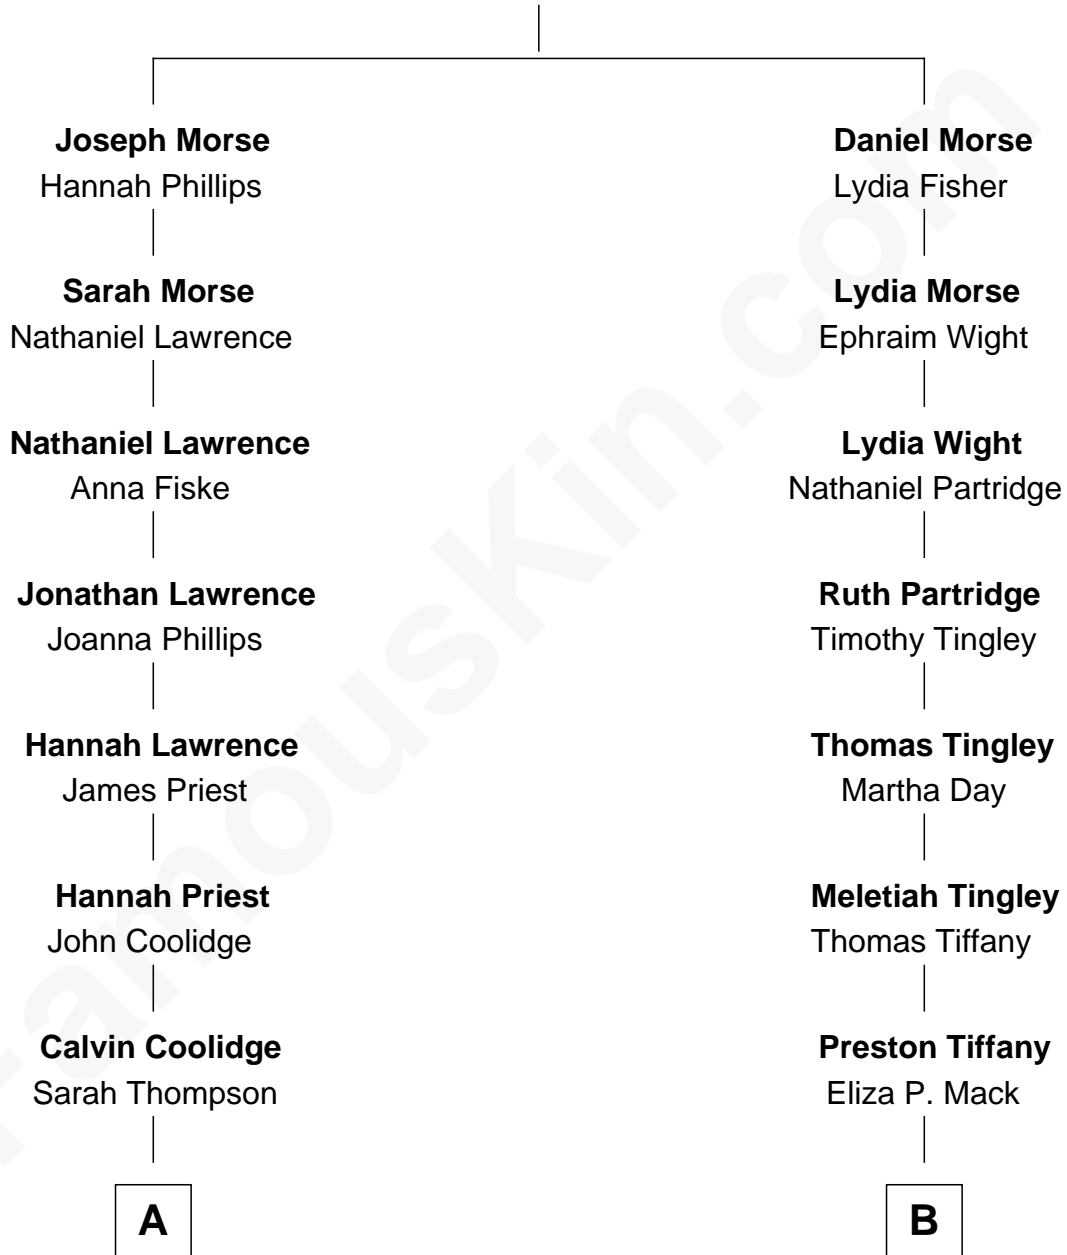 Joseph Morse
Hannah Phillips
Sarah Morse
Nathaniel Lawrence
Nathaniel Lawrence
Anna Fiske
Jonathan Lawrence
Joanna Phillips
Hannah Lawrence
James Priest
Hannah Priest
John Coolidge
Calvin Coolidge
Sarah Thompson
A
Daniel Morse
Lydia Fisher
Lydia Morse
Ephraim Wight
Lydia Wight
Nathaniel Partridge
Ruth Partridge
Timothy Tingley
Thomas Tingley
Martha Day
Meletiah Tingley
Thomas Tiffany
Preston Tiffany
Eliza P. Mack
B
FamousKin.com